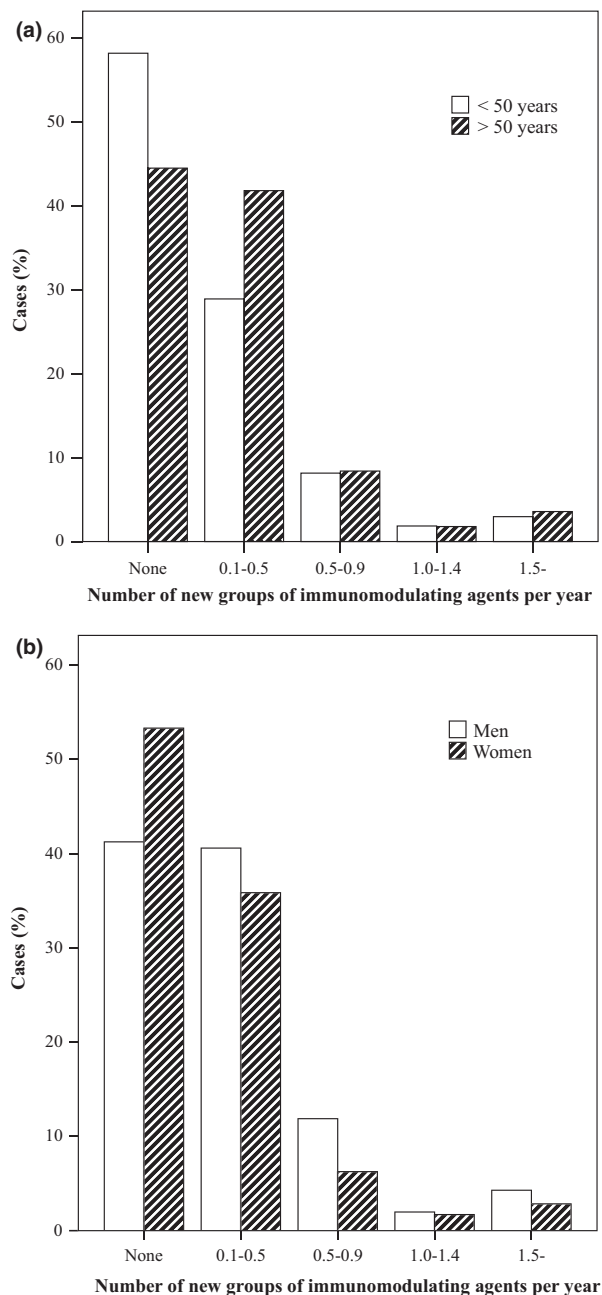 (a)
60
50
40
30
20
10
0
Cases (%)
< 50 years
> 50 years
None 0.1-0.5 0.5-0.9 1.0-1.4 1.5-
Number of new groups of immunomodulating agents per year
(b)
60
50
40
30
20
10
0
Cases (%)
Men
Women
None 0.1-0.5 0.5-0.9 1.0-1.4 1.5-
Number of new groups of immunomodulating agents per year